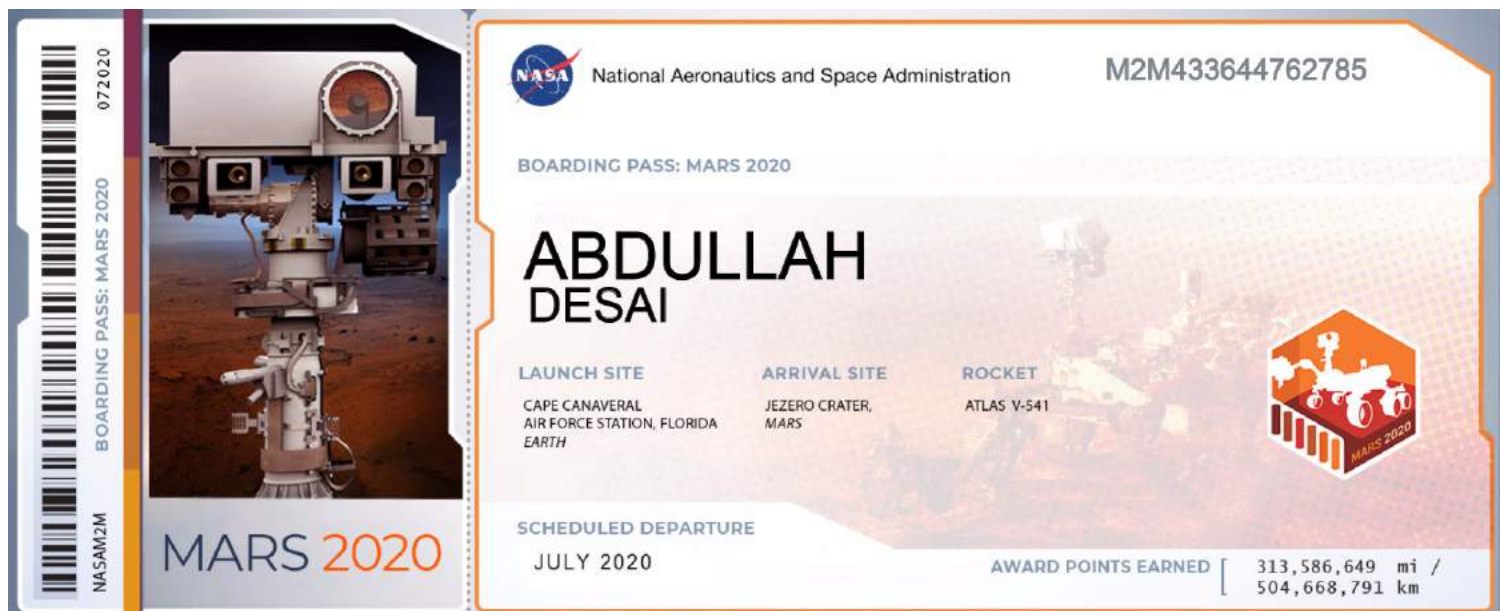 072020
BOARDING PASS: MARS 2020
NASAM2M
MARS 2020
NASA
National Aeronautics and Space Administration
M2M433644762785
BOARDING PASS: MARS 2020
ABDULLAH
DESAI
LAUNCH SITE
CAPE CANAVERAL
AIR FORCE STATION, FLORIDA
EARTH
ARRIVAL SITE
JEZERO CRATER,
MARS
ROCKET
ATLAS V-541
MARS 2020
SCHEDULED DEPARTURE
JULY 2020
AWARD POINTS EARNED
313,586,649 mi /
504,668,791 km